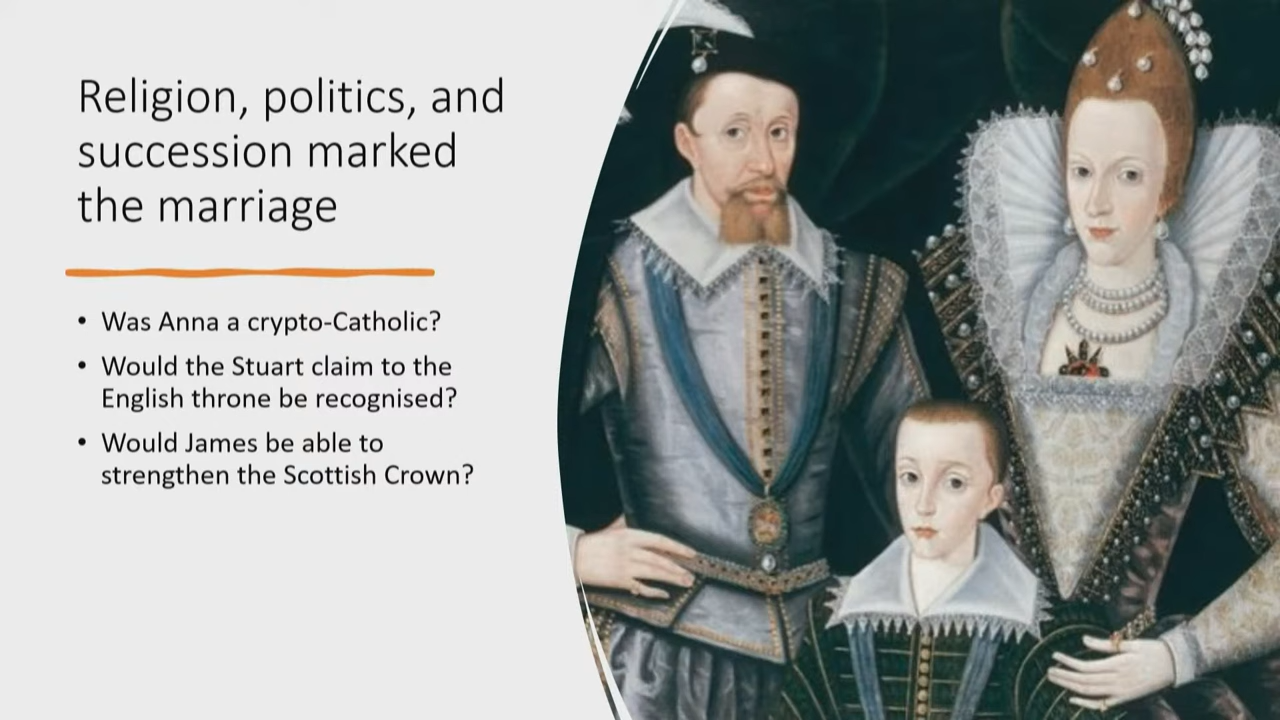 Religion, politics, and
succession marked
the marriage
• Was Anna a crypto-Catholic?
• Would the Stuart claim to the
English throne be recognised?
• Would James be able to
strengthen the Scottish Crown?